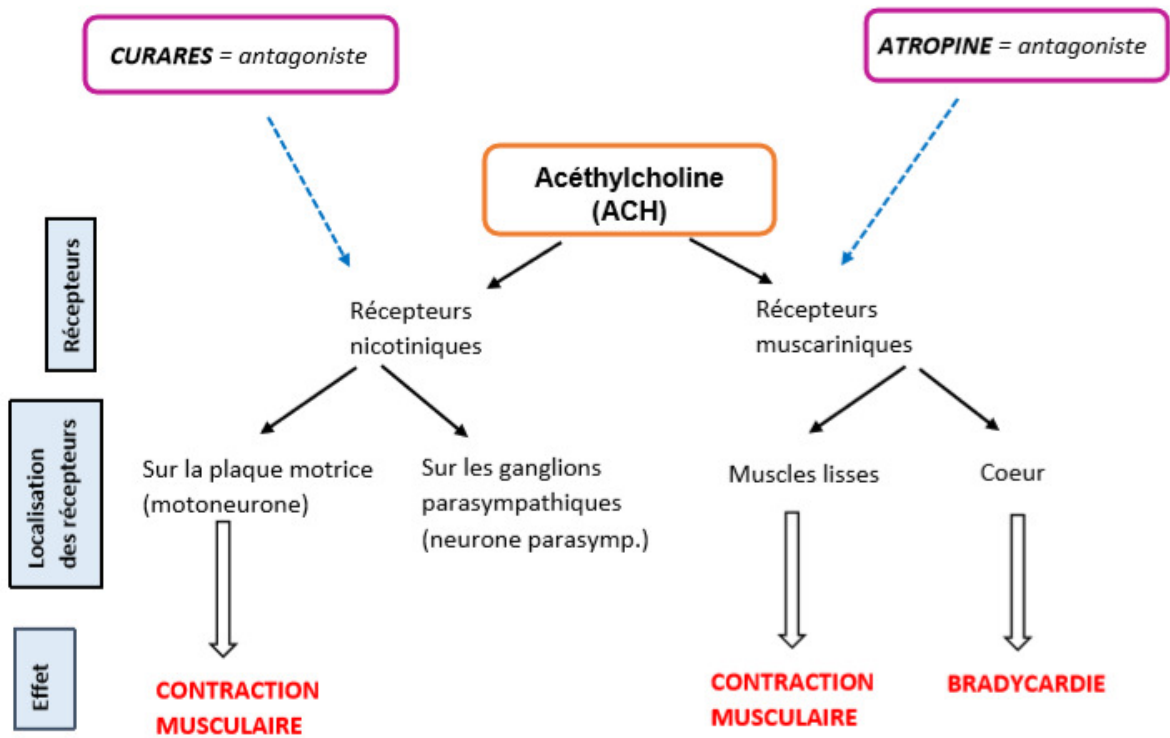 CURARES = antagoniste
ATROPINE = antagoniste
Acéthylcholine
(ACH)
Récepteurs
Récepteurs
nicotiniques
Récepteurs
muscariniques
Localisation
des récepteurs
Sur la plaque motrice
(motoneurone)
Sur les ganglions
parasympathiques
(neurone parasymp.)
Muscles lisses
Coeur
Effet
CONTRACTION
MUSCULAIRE
CONTRACTION
MUSCULAIRE
BRADYCARDIE